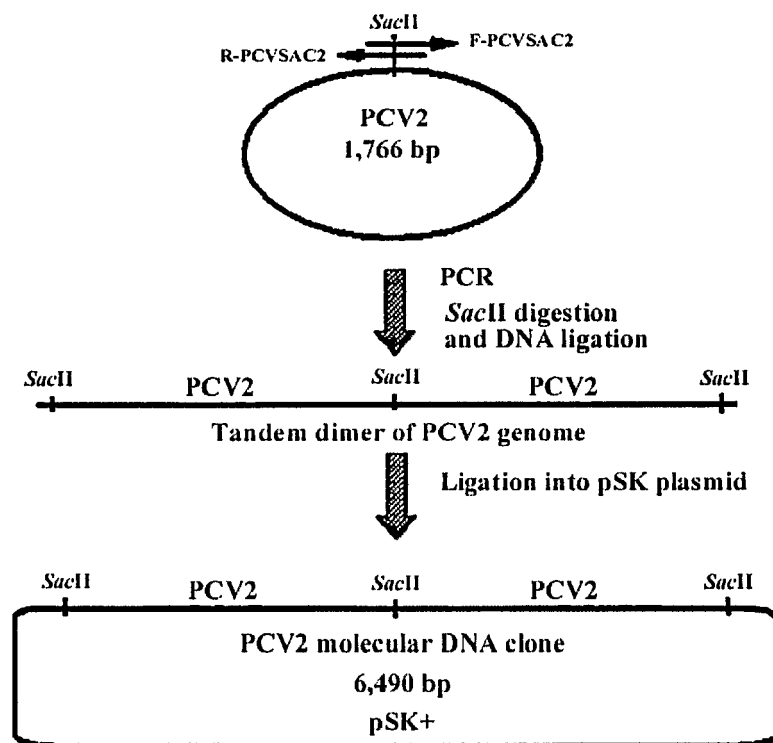 SacII
F-PCVSAC2
R-PCVSAC2
PCV2
1,766 bp
PCR
SacII digestion
and DNA ligation
SacII PCV2 SacII PCV2 SacII
Tandem dimer of PCV2 genome
Ligation into pSK plasmid
SacII PCV2 SacII PCV2 SacII
PCV2 molecular DNA clone
6,490 bp
pSK+